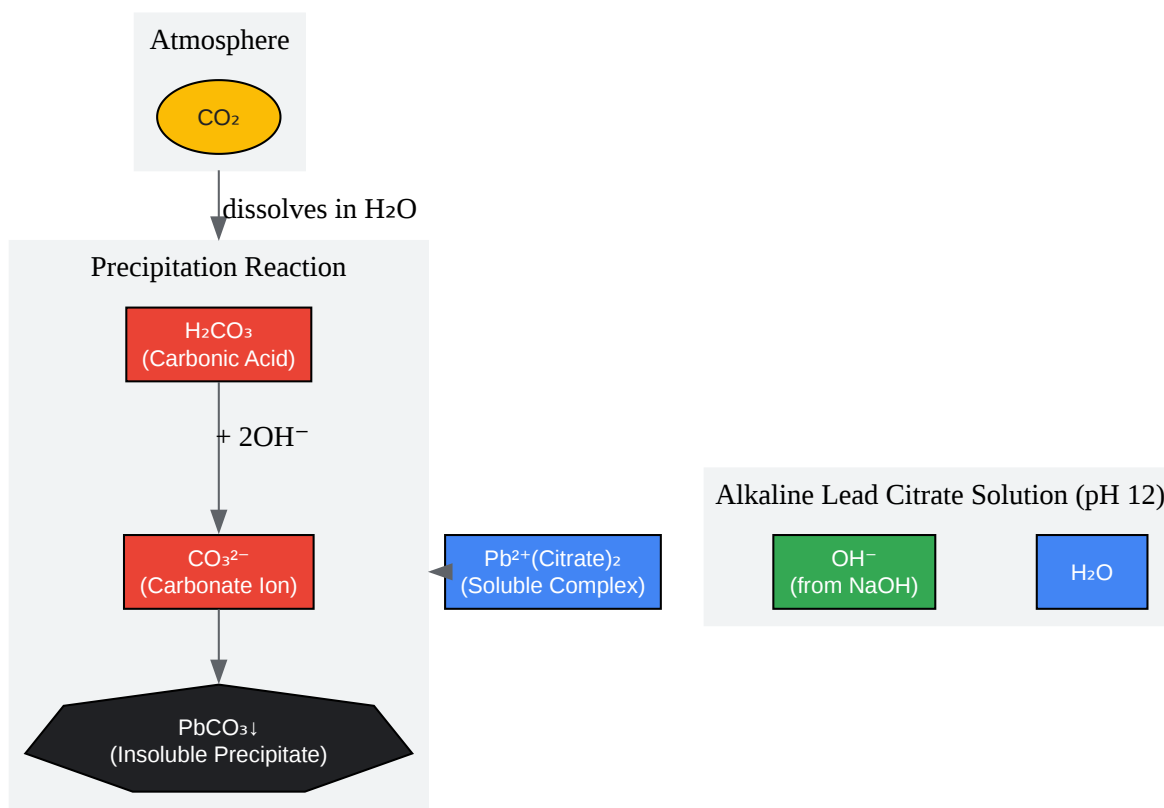 Atmosphere
CO₂
dissolves in H₂O
Precipitation Reaction
H₂CO₃
(Carbonic Acid)
+ 2OH⁻
CO₃²⁻
(Carbonate Ion)
PbCO₃↓
(Insoluble Precipitate)
Pb²⁺(Citrate)₂
(Soluble Complex)
Alkaline Lead Citrate Solution (pH 12)
OH⁻
(from NaOH)
H₂O